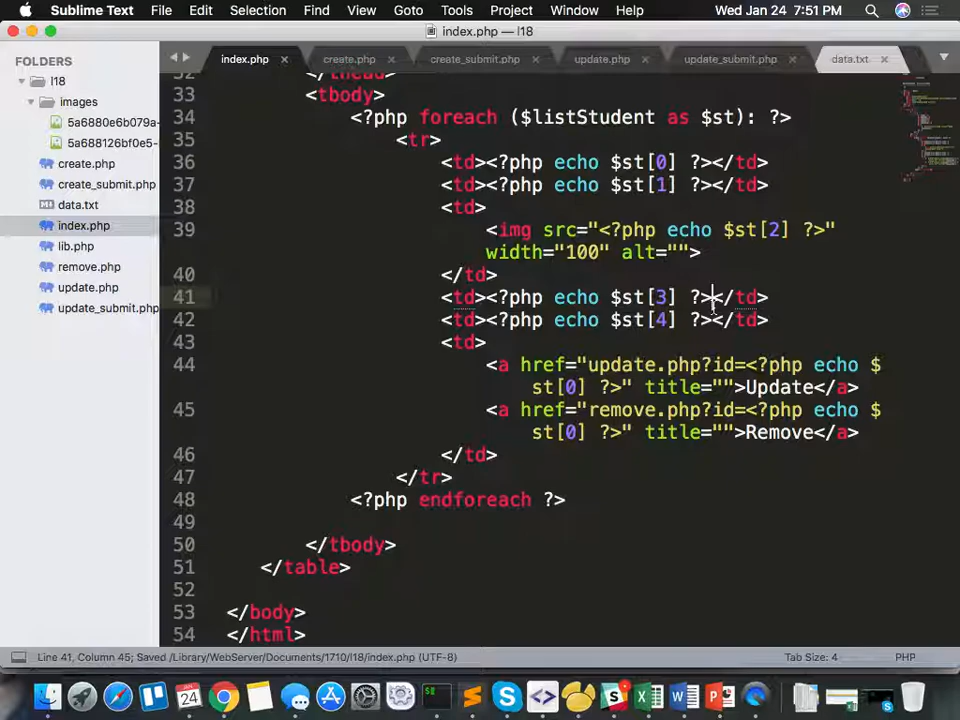 Sublime Text File Edit Selection Find View Goto Tools Project Window Help Wed Jan 24 7:51 PM
index.php — l18
FOLDERS
l18
images
5a6880e6b079a-
5a688126bf0e5-
create.php
create_submit.php
data.txt
index.php
lib.php
remove.php
update.php
update_submit.php
index.php create.php create_submit.php update.php update_submit.php data.txt
32 </thead>
33 <tbody>
34 <?php foreach ($listStudent as $st): ?>
35 <tr>
36 <td><?php echo $st[0] ?></td>
37 <td><?php echo $st[1] ?></td>
38 <td>
39 <img src="<?php echo $st[2] ?>"
width="100" alt="">
40 </td>
41 <td><?php echo $st[3] ?></td>
42 <td><?php echo $st[4] ?></td>
43 <td>
44 <a href="update.php?id=<?php echo $
st[0] ?>" title="">Update</a>
45 <a href="remove.php?id=<?php echo $
st[0] ?>" title="">Remove</a>
46 </td>
47 </tr>
48 <?php endforeach ?>
49
50 </tbody>
51 </table>
52
53 </body>
54 </html>
Line 41, Column 45; Saved /Library/WebServer/Documents/1710/l18/index.php (UTF-8) Tab Size: 4 PHP
24